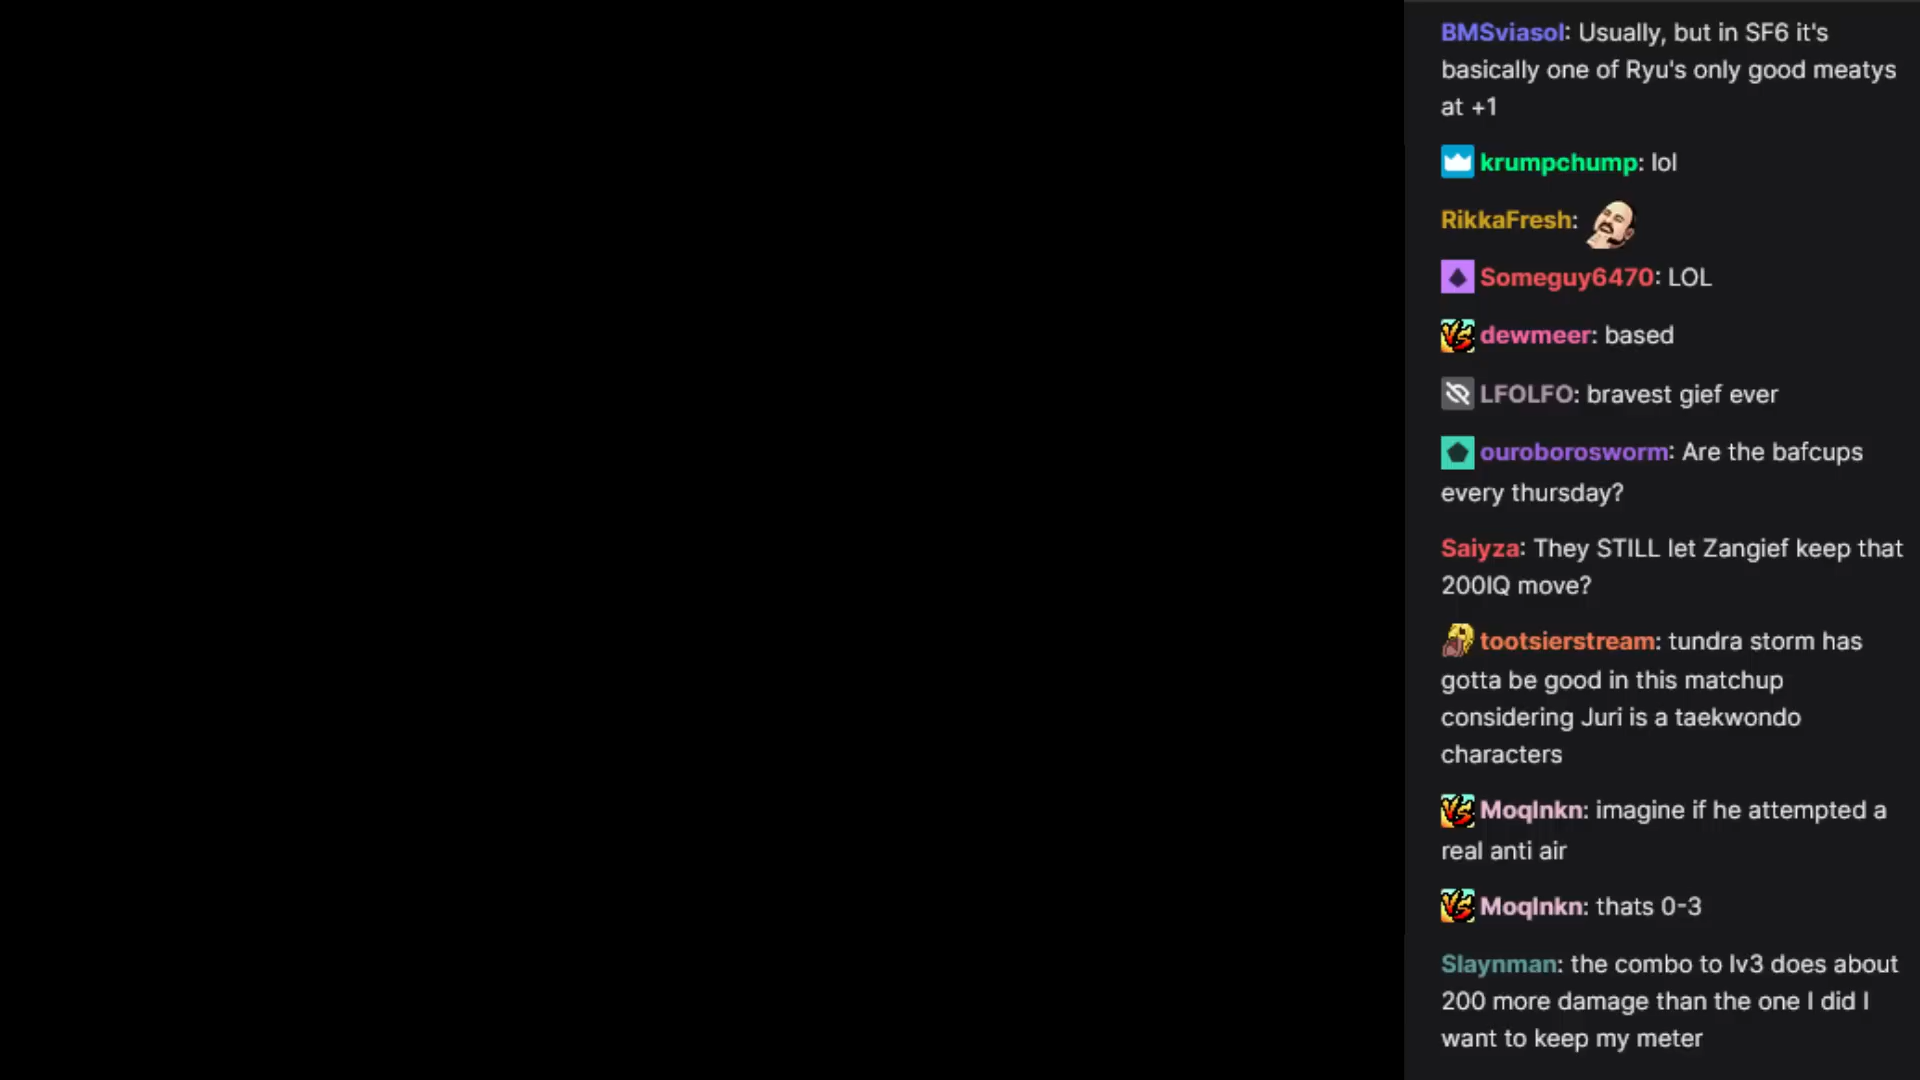 BMSviasol: Usually, but in SF6 it's
basically one of Ryu's only good meatys
at +1
krumpchump: lol
RikkaFresh:
Someguy6470: LOL
dewmeer: based
LFOLFO: bravest gief ever
ouroborosworm: Are the bafcups
every thursday?
Saiyza: They STILL let Zangief keep that
200IQ move?
tootsierstream: tundra storm has
gotta be good in this matchup
considering Juri is a taekwondo
characters
MoqInkn: imagine if he attempted a
real anti air
MoqInkn: thats 0-3
Slaynman: the combo to lv3 does about
200 more damage than the one I did I
want to keep my meter